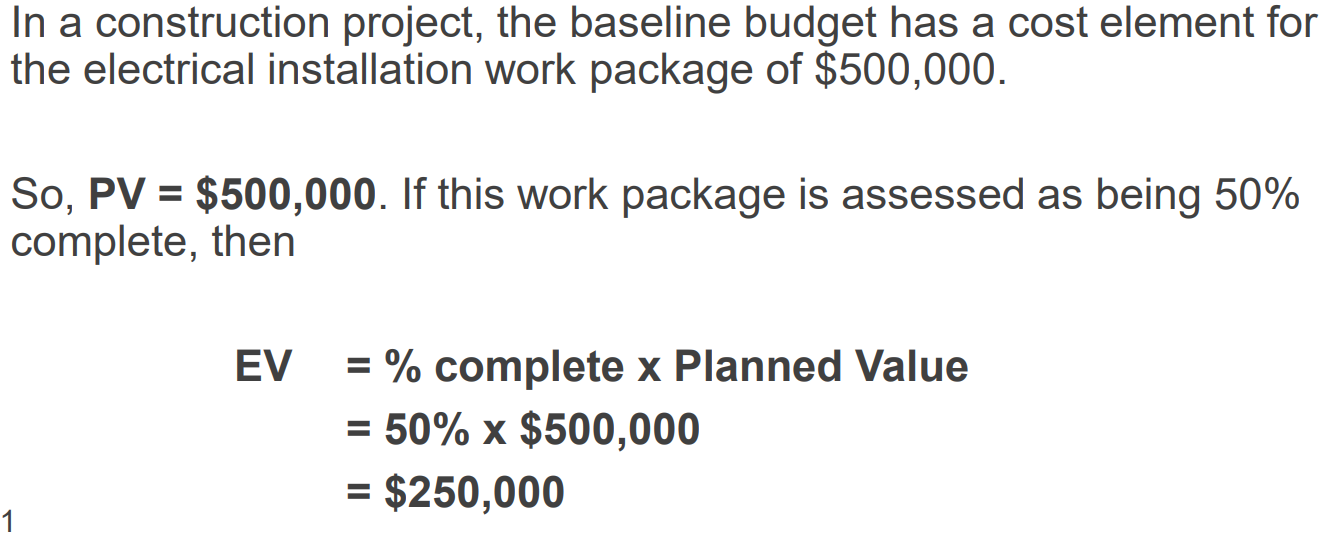 In a construction project, the baseline budget has a cost element for
the electrical installation work package of $500,000.
So, PV = $500,000. If this work package is assessed as being 50%
complete, then
EV = % complete x Planned Value
= 50% x $500,000
= $250,000
1